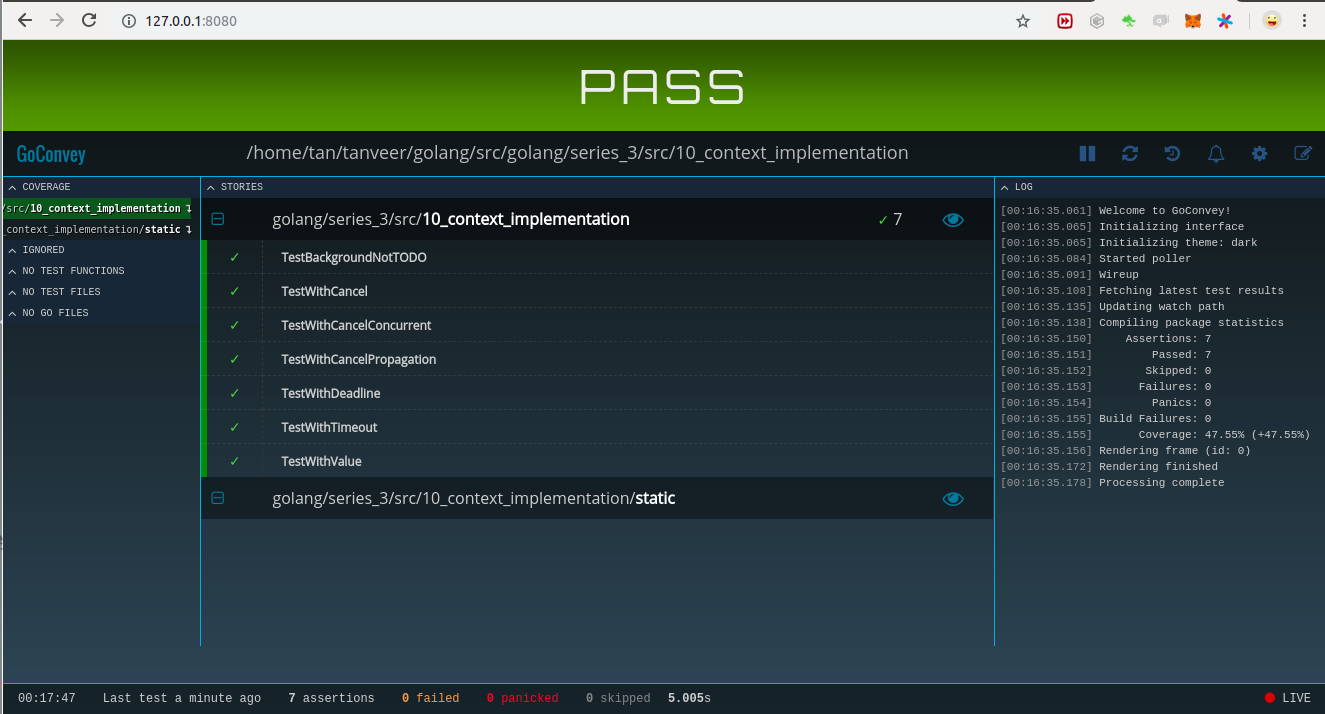 127.0.0.1:8080
PASS
GoConvey
/home/tan/tanveer/golang/src/golang/series_3/src/10_context_implementation
COVERAGE
/src/10_context_implementation
_context_implementation/static
IGNORED
NO TEST FUNCTIONS
NO TEST FILES
NO GO FILES
STORIES
golang/series_3/src/10_context_implementation ✓ 7
✓ TestBackgroundNotTODO
✓ TestWithCancel
✓ TestWithCancelConcurrent
✓ TestWithCancelPropagation
✓ TestWithDeadline
✓ TestWithTimeout
✓ TestWithValue
golang/series_3/src/10_context_implementation/static
LOG
[00:16:35.061] Welcome to GoConvey!
[00:16:35.065] Initializing interface
[00:16:35.065] Initializing theme: dark
[00:16:35.084] Started poller
[00:16:35.091] Wireup
[00:16:35.108] Fetching latest test results
[00:16:35.135] Updating watch path
[00:16:35.138] Compiling package statistics
[00:16:35.150] Assertions: 7
[00:16:35.151] Passed: 7
[00:16:35.152] Skipped: 0
[00:16:35.153] Failures: 0
[00:16:35.154] Panics: 0
[00:16:35.155] Build Failures: 0
[00:16:35.155] Coverage: 47.55% (+47.55%)
[00:16:35.156] Rendering frame (id: 0)
[00:16:35.172] Rendering finished
[00:16:35.178] Processing complete
00:17:47 Last test a minute ago 7 assertions 0 failed 0 panicked 0 skipped 5.005s LIVE